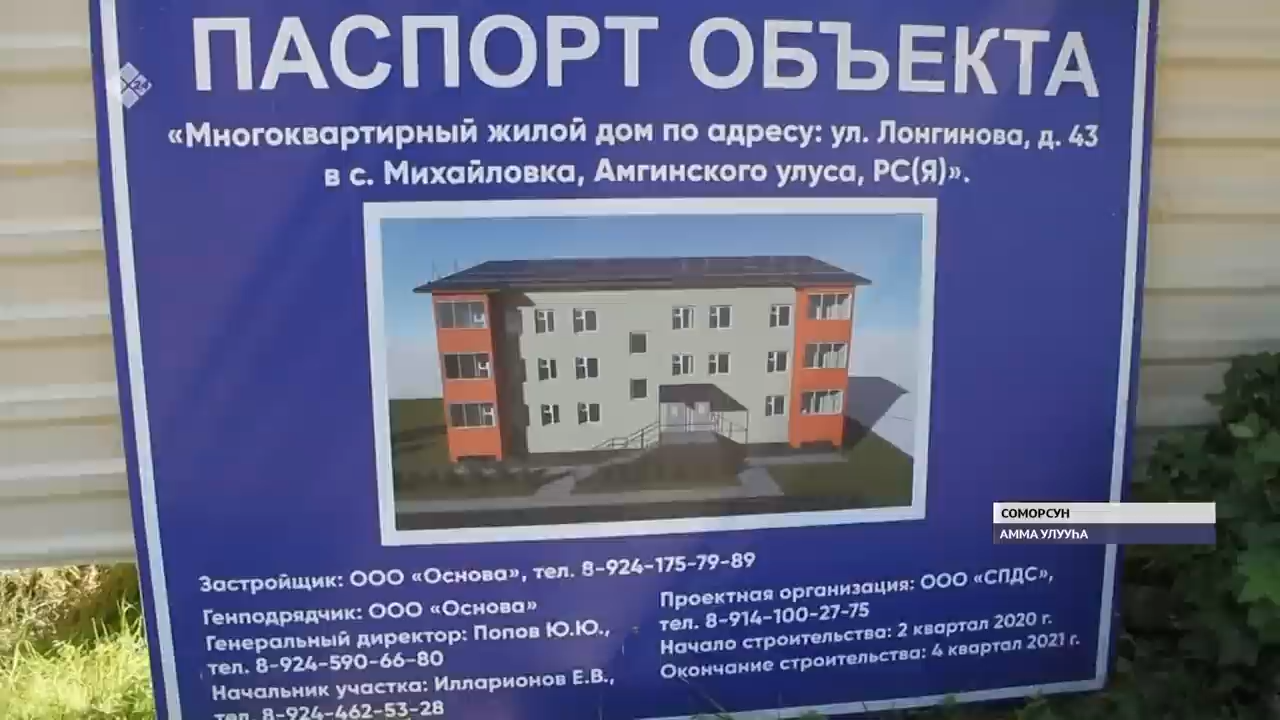 ПАСПОРТ ОБЪЕКТА
24
«Многоквартирный жилой дом по адресу: ул. Лонгинова, д. 43
в с. Михайловка, Амгинского улуса, РС(Я)».
СОМОРСУН
АММА УЛУУҺА
Застройщик: ООО «Основа», тел. 8-924-175-79-89
Генподрядчик: ООО «Основа»
Генеральный директор: Попов Ю.Ю.,
тел. 8-924-590-66-80
Начальник участка: Илларионов Е.В.,
тел. 8-924-462-53-28
Проектная организация: ООО «СПДС»,
тел. 8-914-100-27-75
Начало строительства: 2 квартал 2020 г.
Окончание строительства: 4 квартал 2021 г.